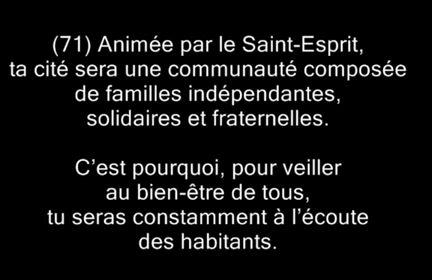 (71) Animée par le Saint-Esprit,
ta cité sera une communauté composée
de familles indépendantes,
solidaires et fraternelles.
C’est pourquoi, pour veiller
au bien-être de tous,
tu seras constamment à l’écoute
des habitants.